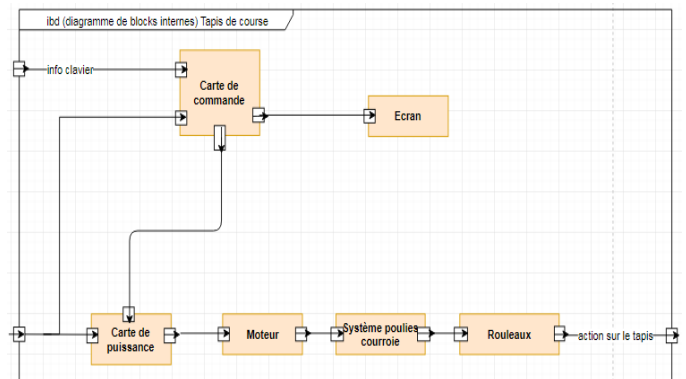 ibd (diagramme de blocks internes) Tapis de course
info clavier
Carte de
commande
Ecran
Carte de
puissance
Moteur
Système poulies
courroie
Rouleaux
action sur le tapis